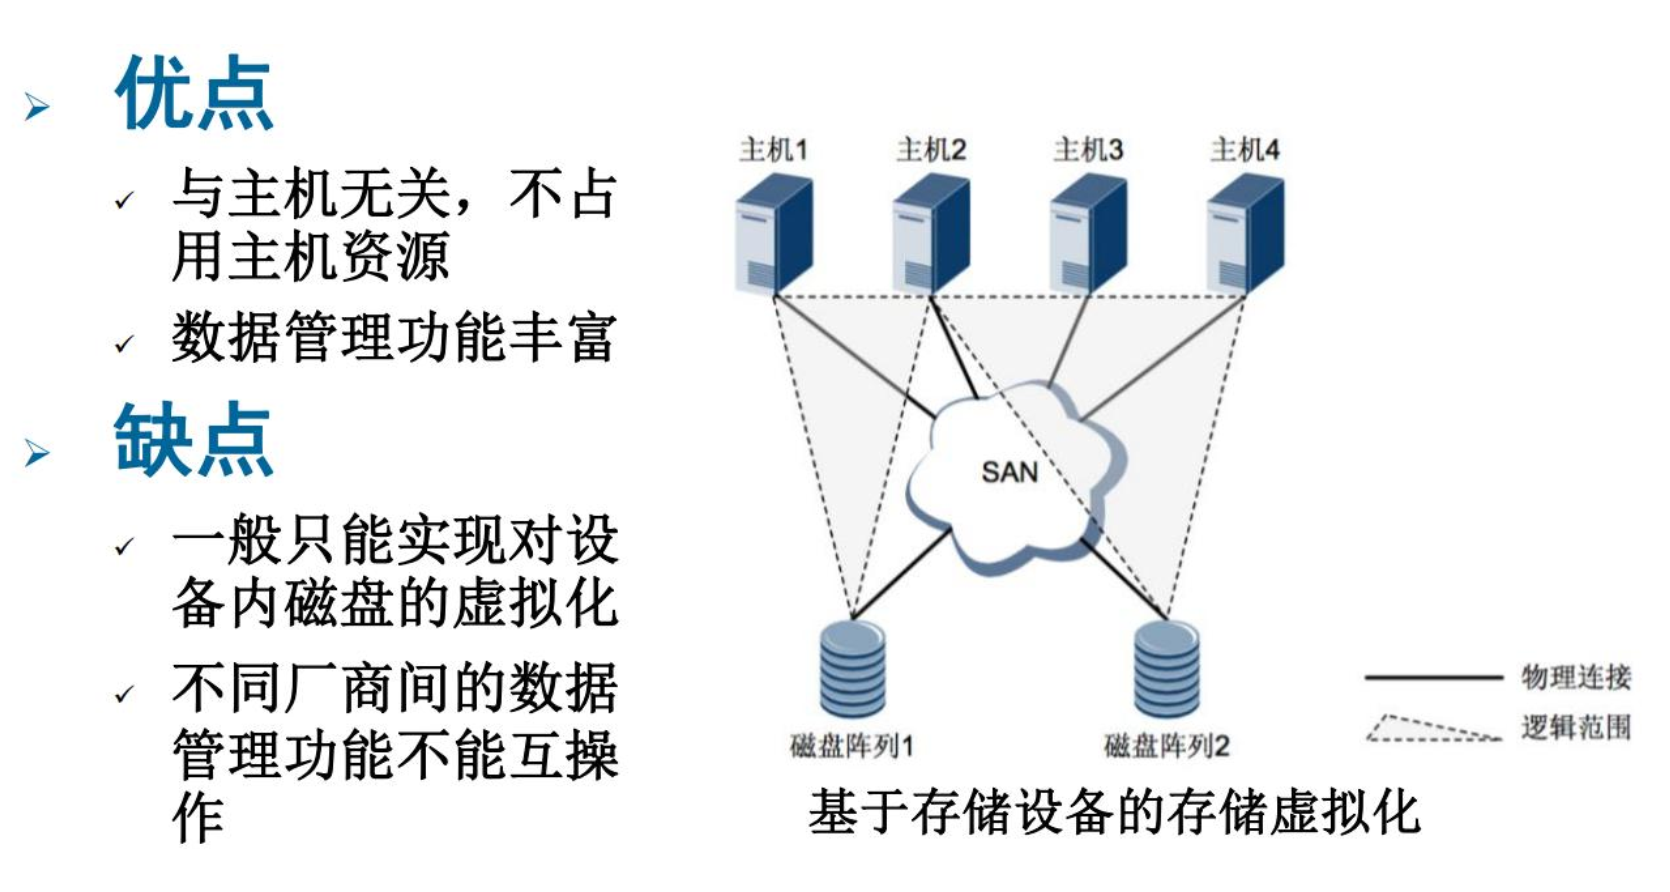 优点
与主机无关，不占
用主机资源
数据管理功能丰富
缺点
一般只能实现对设
备内磁盘的虚拟化
不同厂商间的数据
管理功能不能互操
作
主机1 主机2 主机3 主机4
SAN
磁盘阵列1 磁盘阵列2
物理连接
逻辑范围
基于存储设备的存储虚拟化